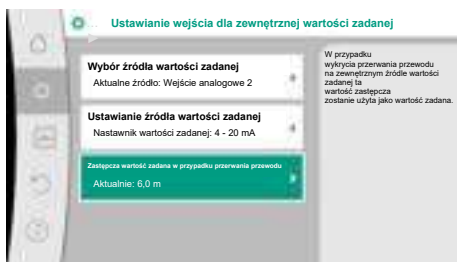 Ustawianie wejścia dla zewnętrznej wartości zadanej
Wybór źródła wartości zadanej
Aktualne źródło: Wejście analogowe 2
Ustawianie źródła wartości zadanej
Nastawnik wartości zadanej: 4 - 20 mA
Zastępcza wartość zadana w przypadku przerwania przewodu
Aktualnie: 6,0 m
W przypadku
wykrycia przerwania przewodu
na zewnętrznym źródle wartości
zadanej ta
wartość zastępcza
zostanie użyta jako wartość zadana.